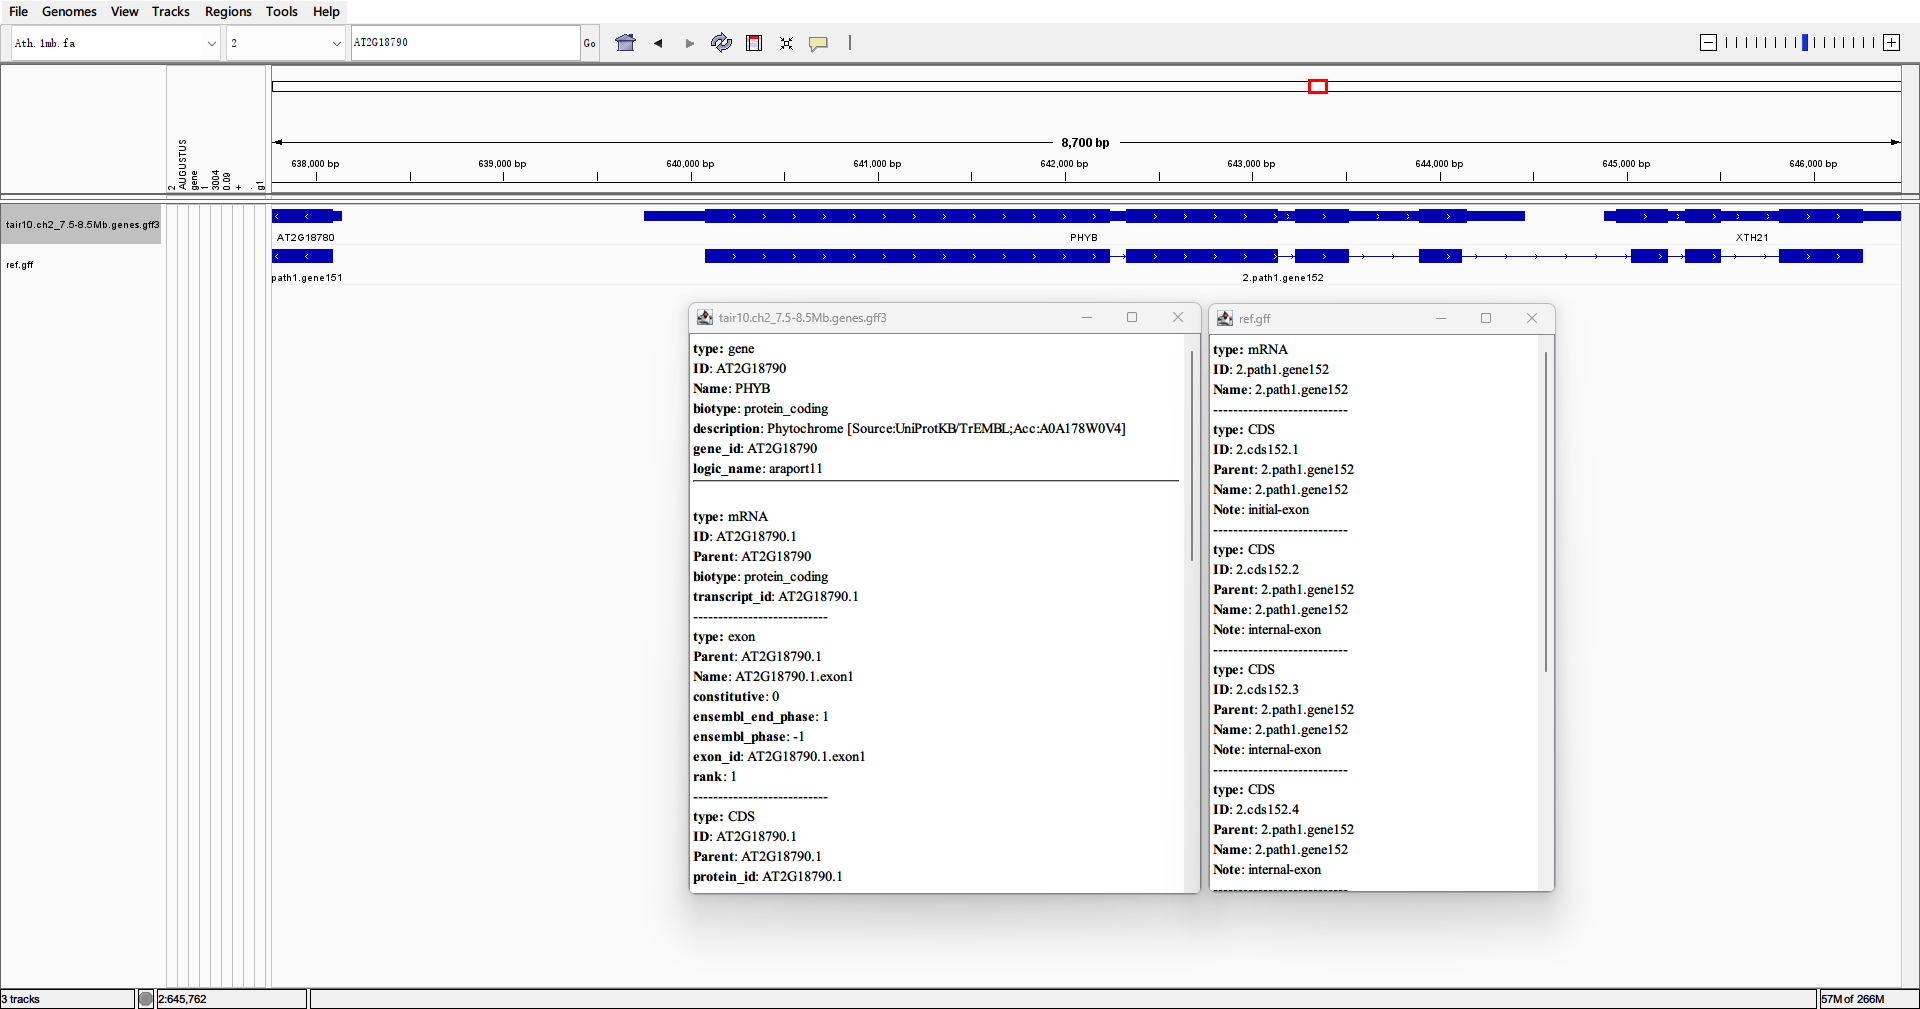 File Genomes View Tracks Regions Tools Help
Ath.1mb.fa 2 AT2G18790 Go
2
AUGUSTUS
gene
1
3004
0.09
+
.
g1
8,700 bp
638,000 bp 639,000 bp 640,000 bp 641,000 bp 642,000 bp 643,000 bp 644,000 bp 645,000 bp 646,000 bp
tair10.ch2_7.5-8.5Mb.genes.gff3
AT2G18780 PHYB XTH21
ref.gff
path1.gene151 2.path1.gene152
tair10.ch2_7.5-8.5Mb.genes.gff3
type: gene
ID: AT2G18790
Name: PHYB
biotype: protein_coding
description: Phytochrome [Source:UniProtKB/TrEMBL;Acc:A0A178W0V4]
gene_id: AT2G18790
logic_name: araport11
type: mRNA
ID: AT2G18790.1
Parent: AT2G18790
biotype: protein_coding
transcript_id: AT2G18790.1
---------------------------
type: exon
Parent: AT2G18790.1
Name: AT2G18790.1.exon1
constitutive: 0
ensembl_end_phase: 1
ensembl_phase: -1
exon_id: AT2G18790.1.exon1
rank: 1
---------------------------
type: CDS
ID: AT2G18790.1
Parent: AT2G18790.1
protein_id: AT2G18790.1
ref.gff
type: mRNA
ID: 2.path1.gene152
Name: 2.path1.gene152
---------------------------
type: CDS
ID: 2.cds152.1
Parent: 2.path1.gene152
Name: 2.path1.gene152
Note: initial-exon
---------------------------
type: CDS
ID: 2.cds152.2
Parent: 2.path1.gene152
Name: 2.path1.gene152
Note: internal-exon
---------------------------
type: CDS
ID: 2.cds152.3
Parent: 2.path1.gene152
Name: 2.path1.gene152
Note: internal-exon
---------------------------
type: CDS
ID: 2.cds152.4
Parent: 2.path1.gene152
Name: 2.path1.gene152
Note: internal-exon
---------------------------
3 tracks 2:645,762 57M of 266M